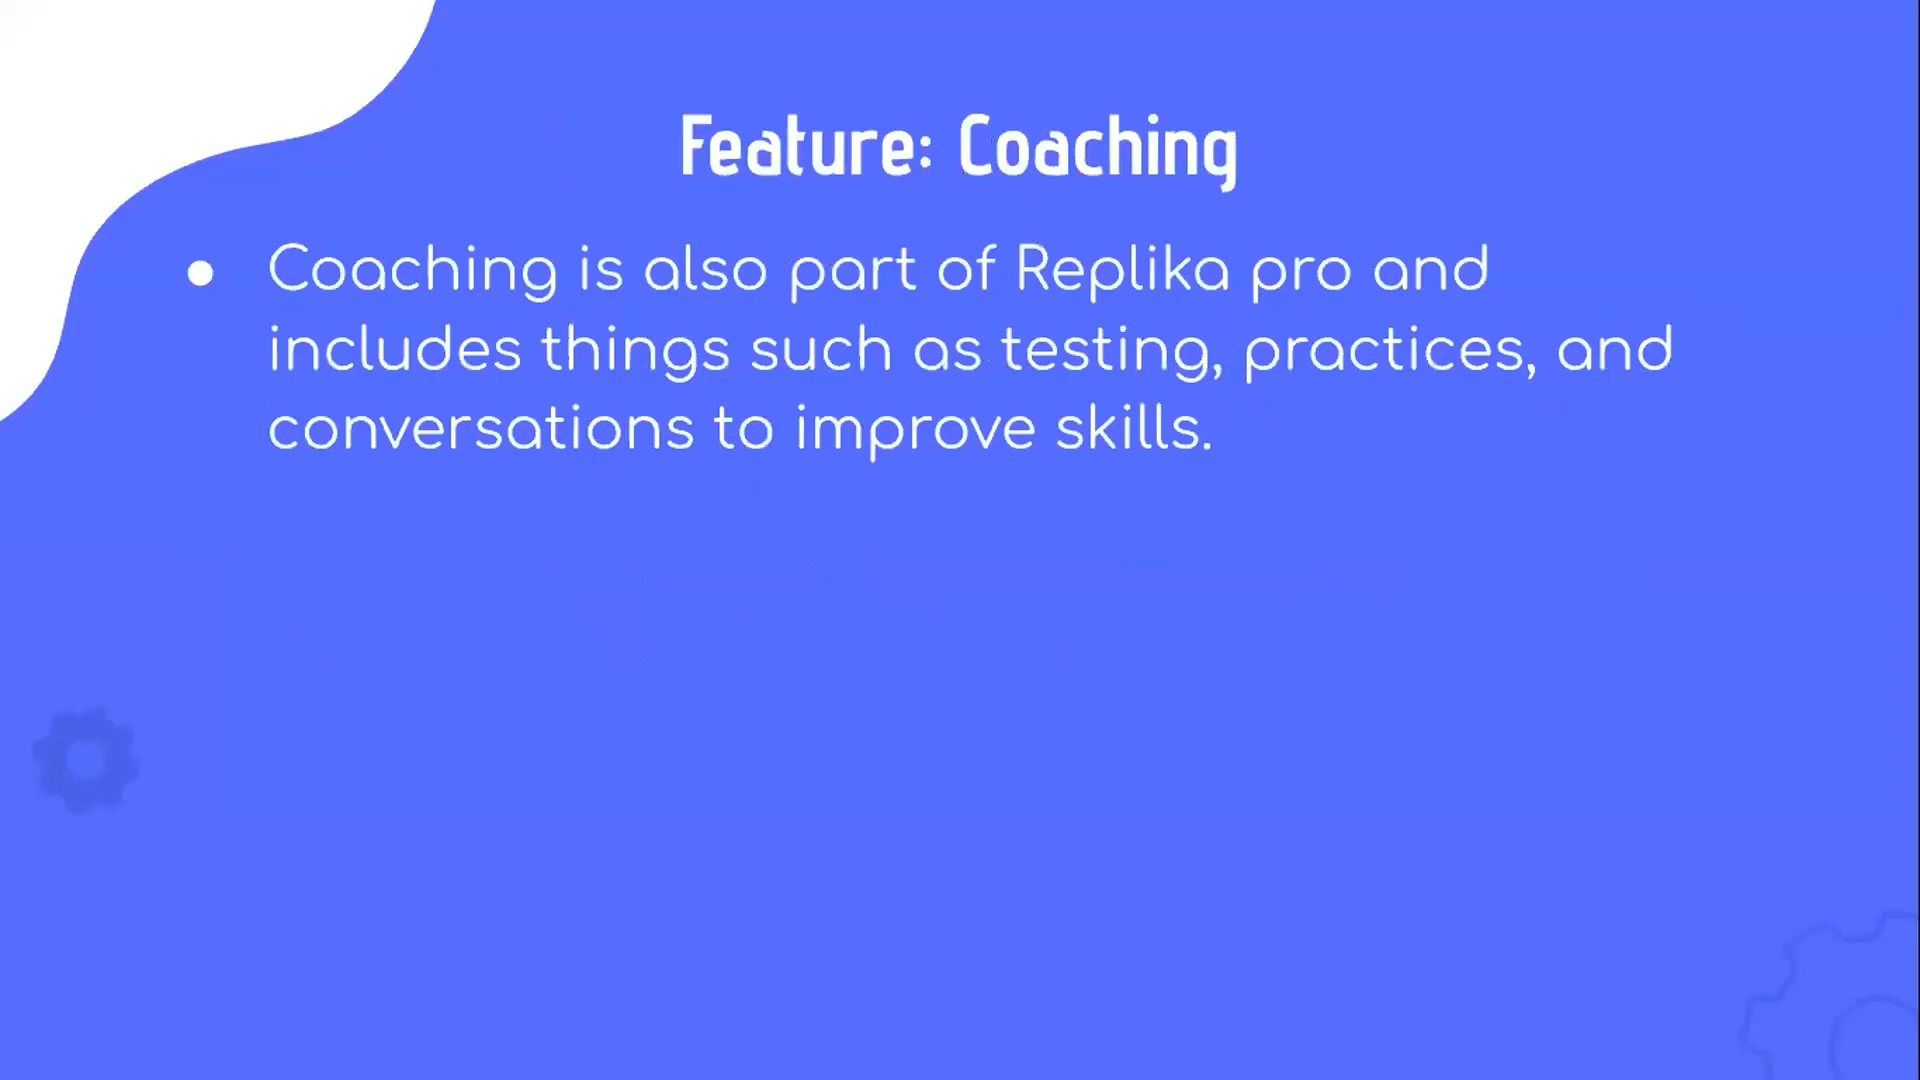 Feature: Coaching
● Coaching is also part of Replika pro and
includes things such as testing, practices, and
conversations to improve skills.